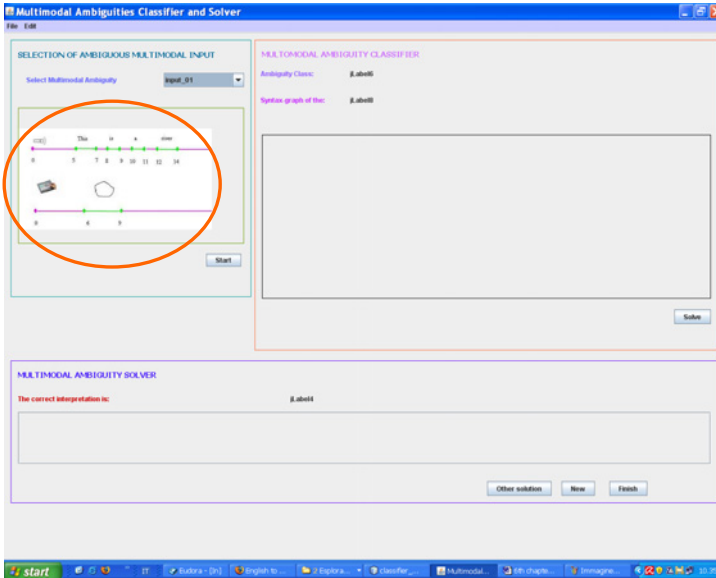 Multimodal Ambiguities Classifier and Solver
File Edit
SELECTION OF AMBIGUOUS MULTIMODAL INPUT
Select Multimodal Ambiguity input_01
This is a river
0 5 7 8 9 10 11 12 14
0 6 9
Start
MULTOMODAL AMBIGUITY CLASSIFIER
Ambiguity Class: jLabel6
Syntax-graph of the: jLabel8
Solve
MULTIMODAL AMBIGUITY SOLVER
The correct interpretation is: jLabel4
Other solution New Finish
start IT Eudora - [In] English to ... 2 Esplora... classifier_... Multimodal... 6th chapte... Immagine...